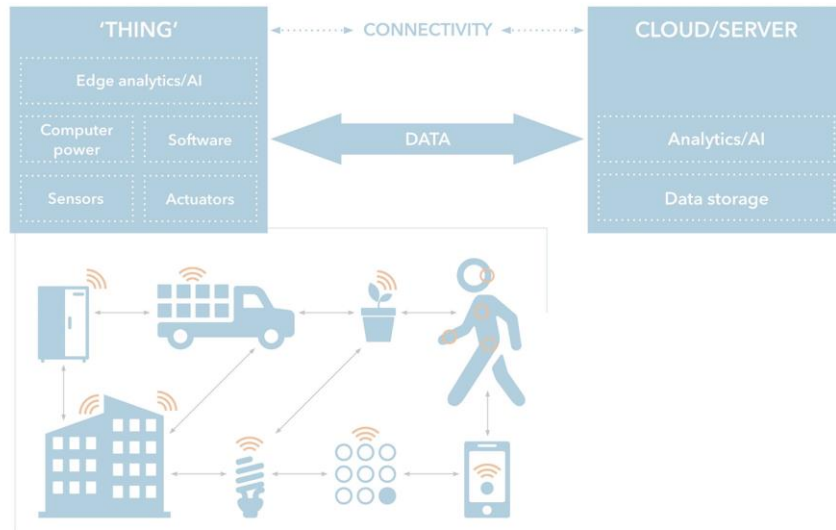 'THING'
CONNECTIVITY
CLOUD/SERVER
Edge analytics/AI
Computer
power
Software
DATA
Analytics/AI
Sensors
Actuators
Data storage